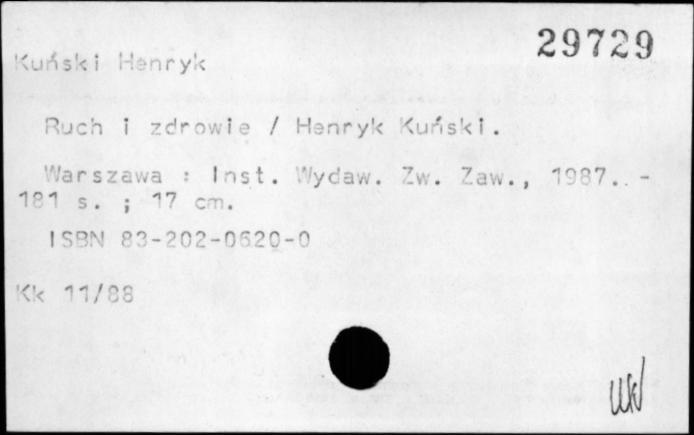 29729
Kuński Henryk
Ruch i zdrowie / Henryk Kuński.
Warszawa : Inst. Wydaw. Zw. Zaw., 1987. -
181 s. ; 17 cm.
ISBN 83-202-0620-0
Kk 11/88